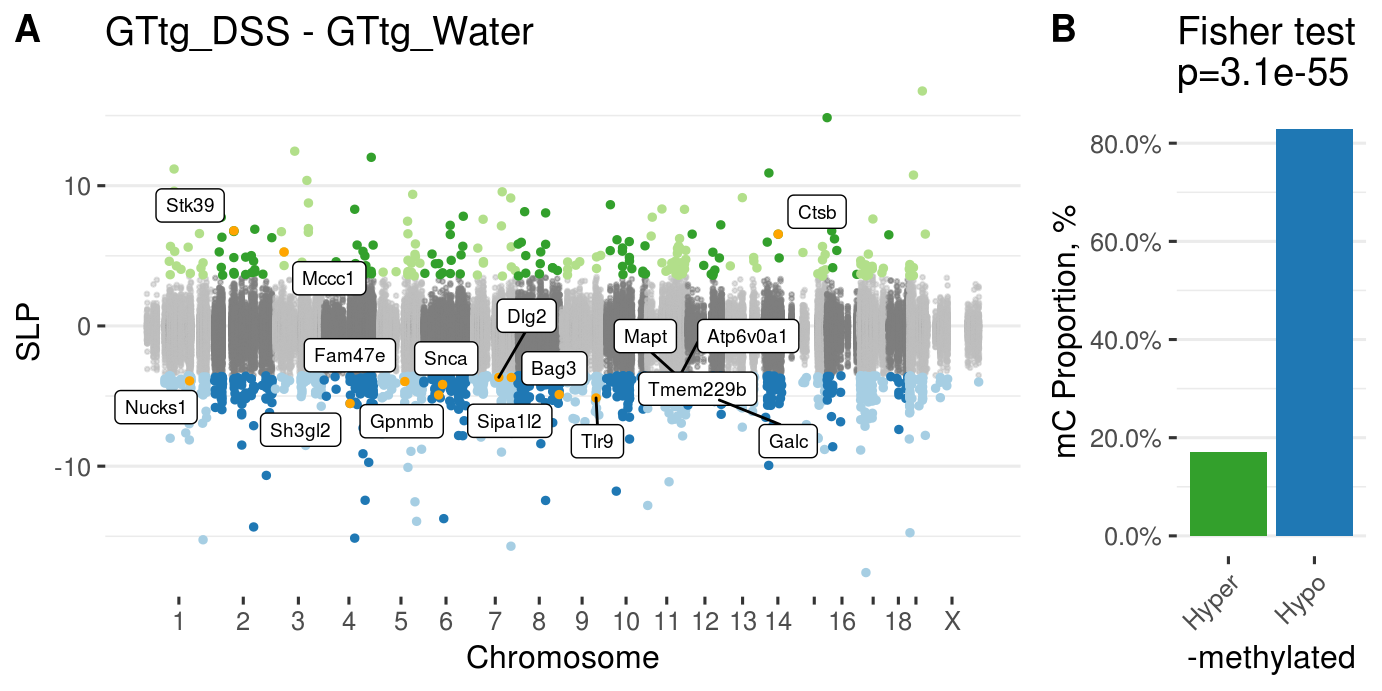 A
GTtg_DSS - GTtg_Water
SLP
10
0
-10
Stk39
Ctsb
Mccc1
Dlg2
Mapt
Atp6v0a1
Fam47e
Snca
Bag3
Tmem229b
Nucks1
Sh3gl2
Gpnmb
Sipa1l2
Tlr9
Galc
1 2 3 4 5 6 7 8 9 10 11 12 13 14 16 18 X
Chromosome
B
Fisher test
p=3.1e-55
mC Proportion, %
80.0%
60.0%
40.0%
20.0%
0.0%
Hyper
Hypo
-methylated